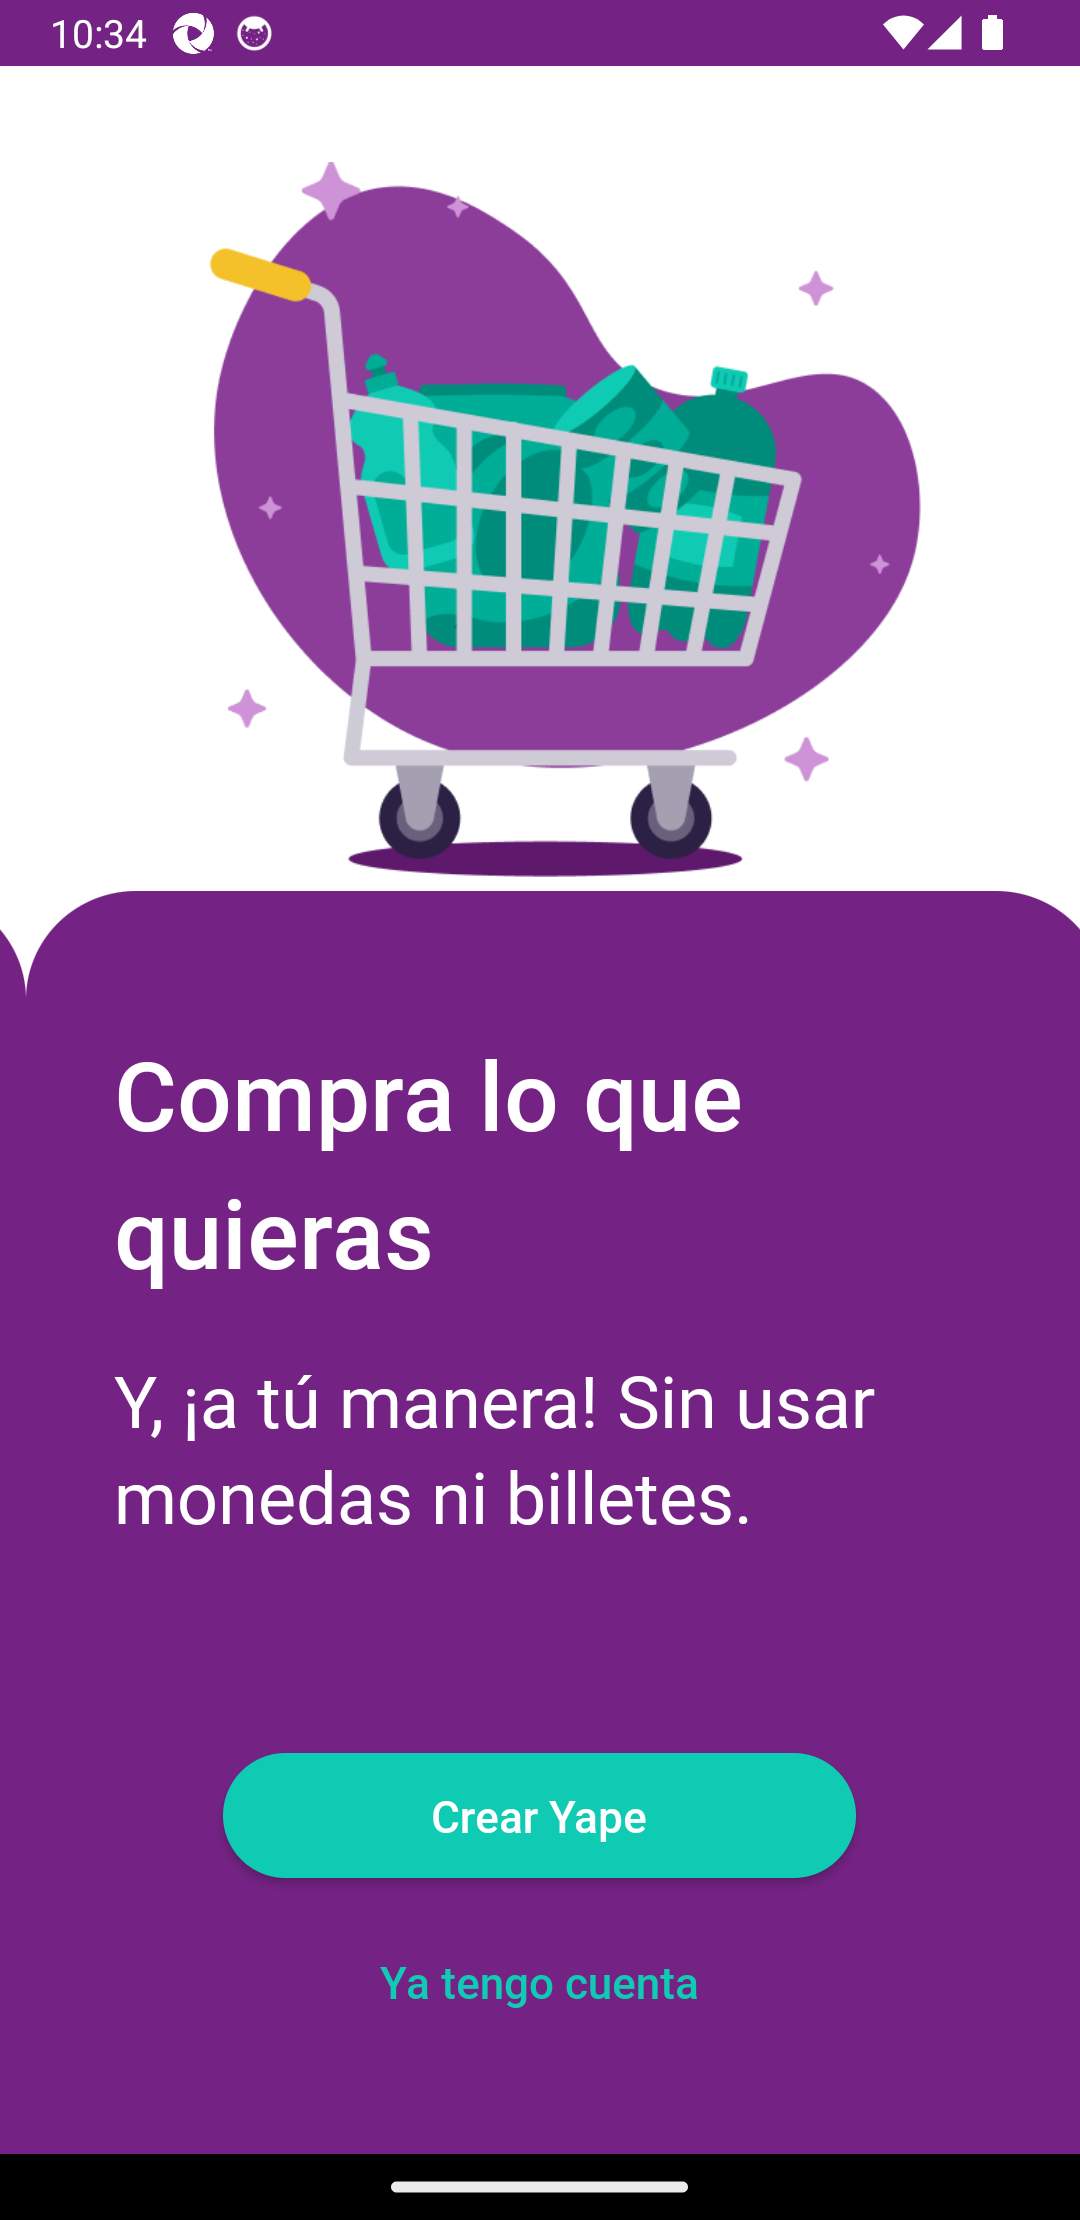 10:34
Compra lo que
quieras
Y, ¡a tú manera! Sin usar
monedas ni billetes.
Crear Yape
Ya tengo cuenta